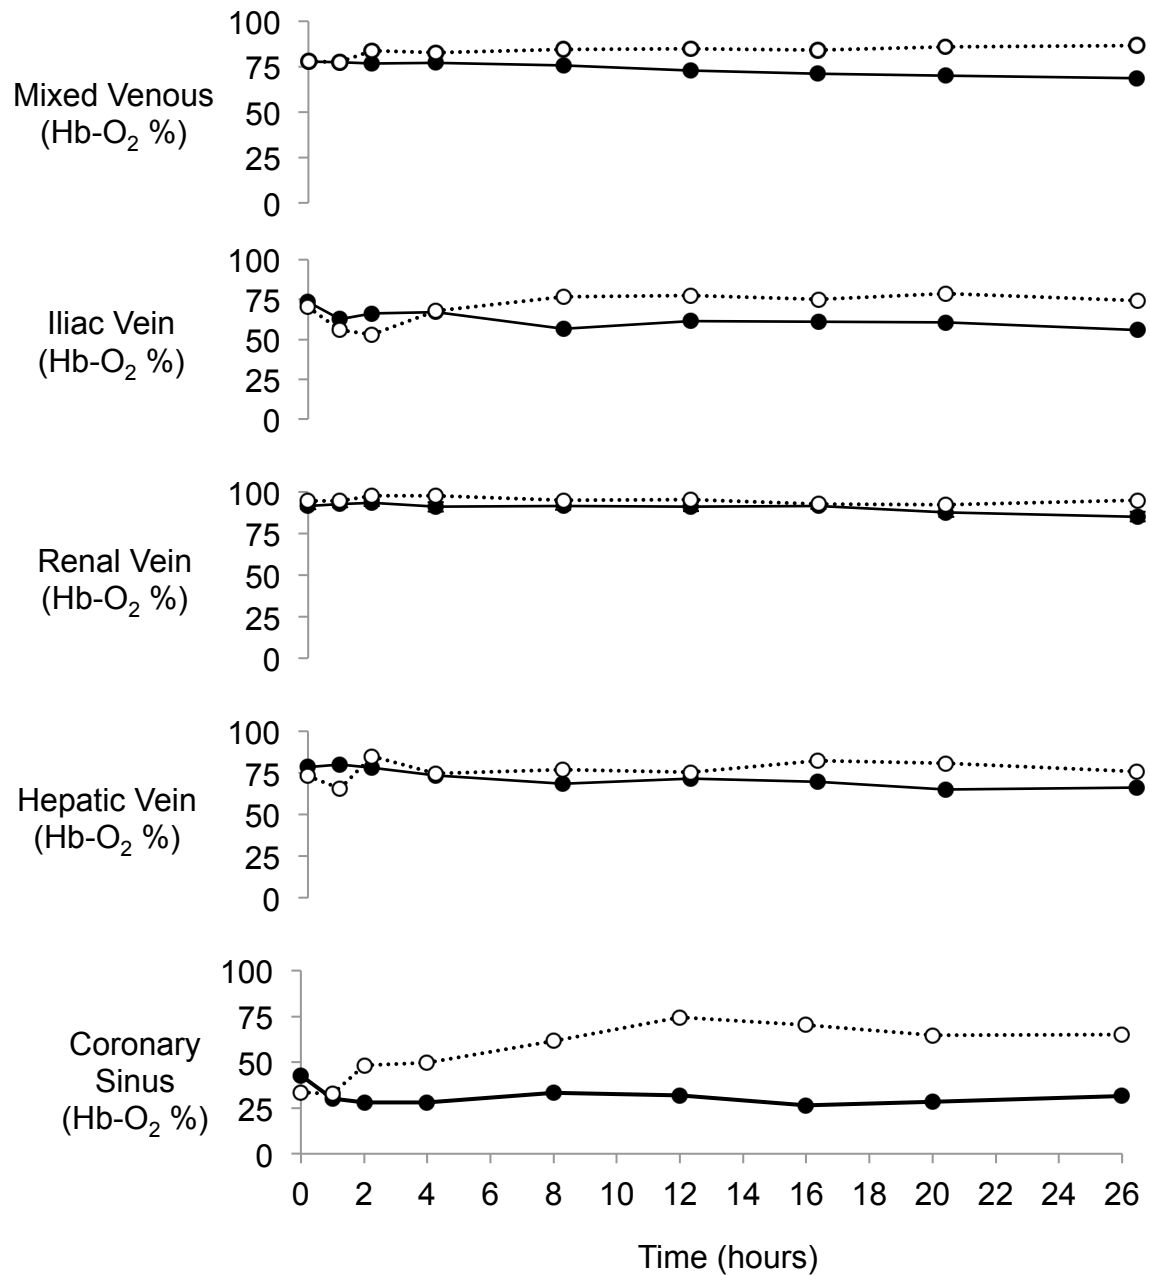 100
75
50
25
0
Mixed Venous
(Hb-O₂ %)
100
75
50
25
0
Iliac Vein
(Hb-O₂ %)
100
75
50
25
0
Renal Vein
(Hb-O₂ %)
100
75
50
25
0
Hepatic Vein
(Hb-O₂ %)
100
75
50
25
0
Coronary
Sinus
(Hb-O₂ %)
0 2 4 6 8 10 12 14 16 18 20 22 24 26
Time (hours)